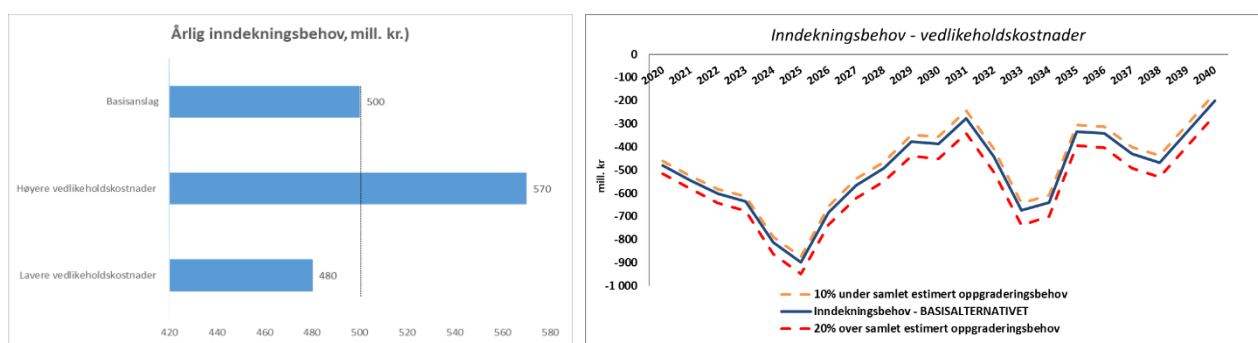 Årlig inndekningsbehov, mill. kr.)
Basisanslag
500
Høyere vedlikeholdskostnader
570
Lavere vedlikeholdskostnader
480
420 440 460 480 500 520 540 560 580
Inndekningsbehov - vedlikeholdskostnader
0
-100
-200
-300
-400
-500
-600
-700
-800
-900
-1 000
mill. kr
2020 2021 2022 2023 2024 2025 2026 2027 2028 2029 2030 2031 2032 2033 2034 2035 2036 2037 2038 2039 2040
10% under samlet estimert oppgraderingsbehov
Inndekningsbehov - BASISALTERNATIVET
20% over samlet estimert oppgraderingsbehov